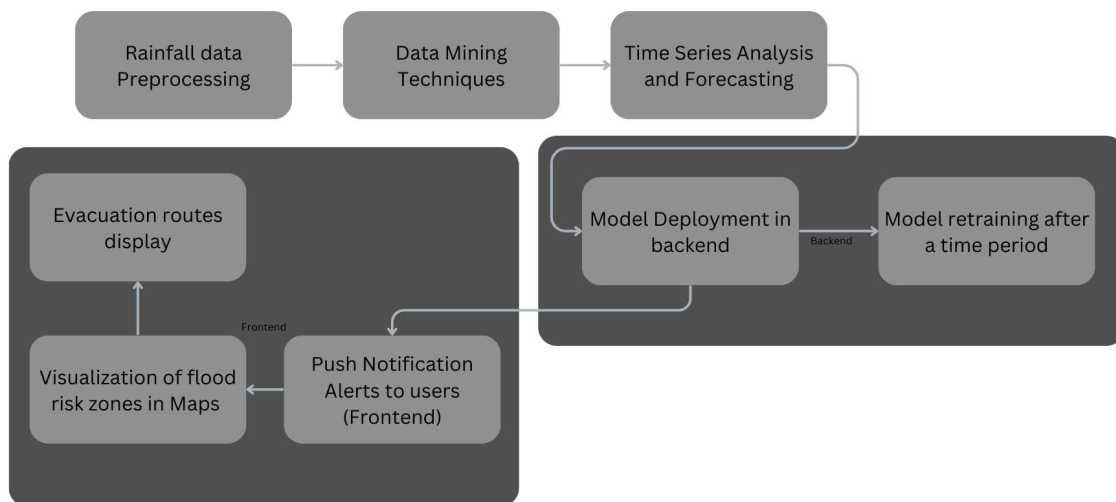 Rainfall data
Preprocessing
Data Mining
Techniques
Time Series Analysis
and Forecasting
Model Deployment in
backend
Backend
Model retraining after
a time period
Evacuation routes
display
Frontend
Visualization of flood
risk zones in Maps
Push Notification
Alerts to users
(Frontend)